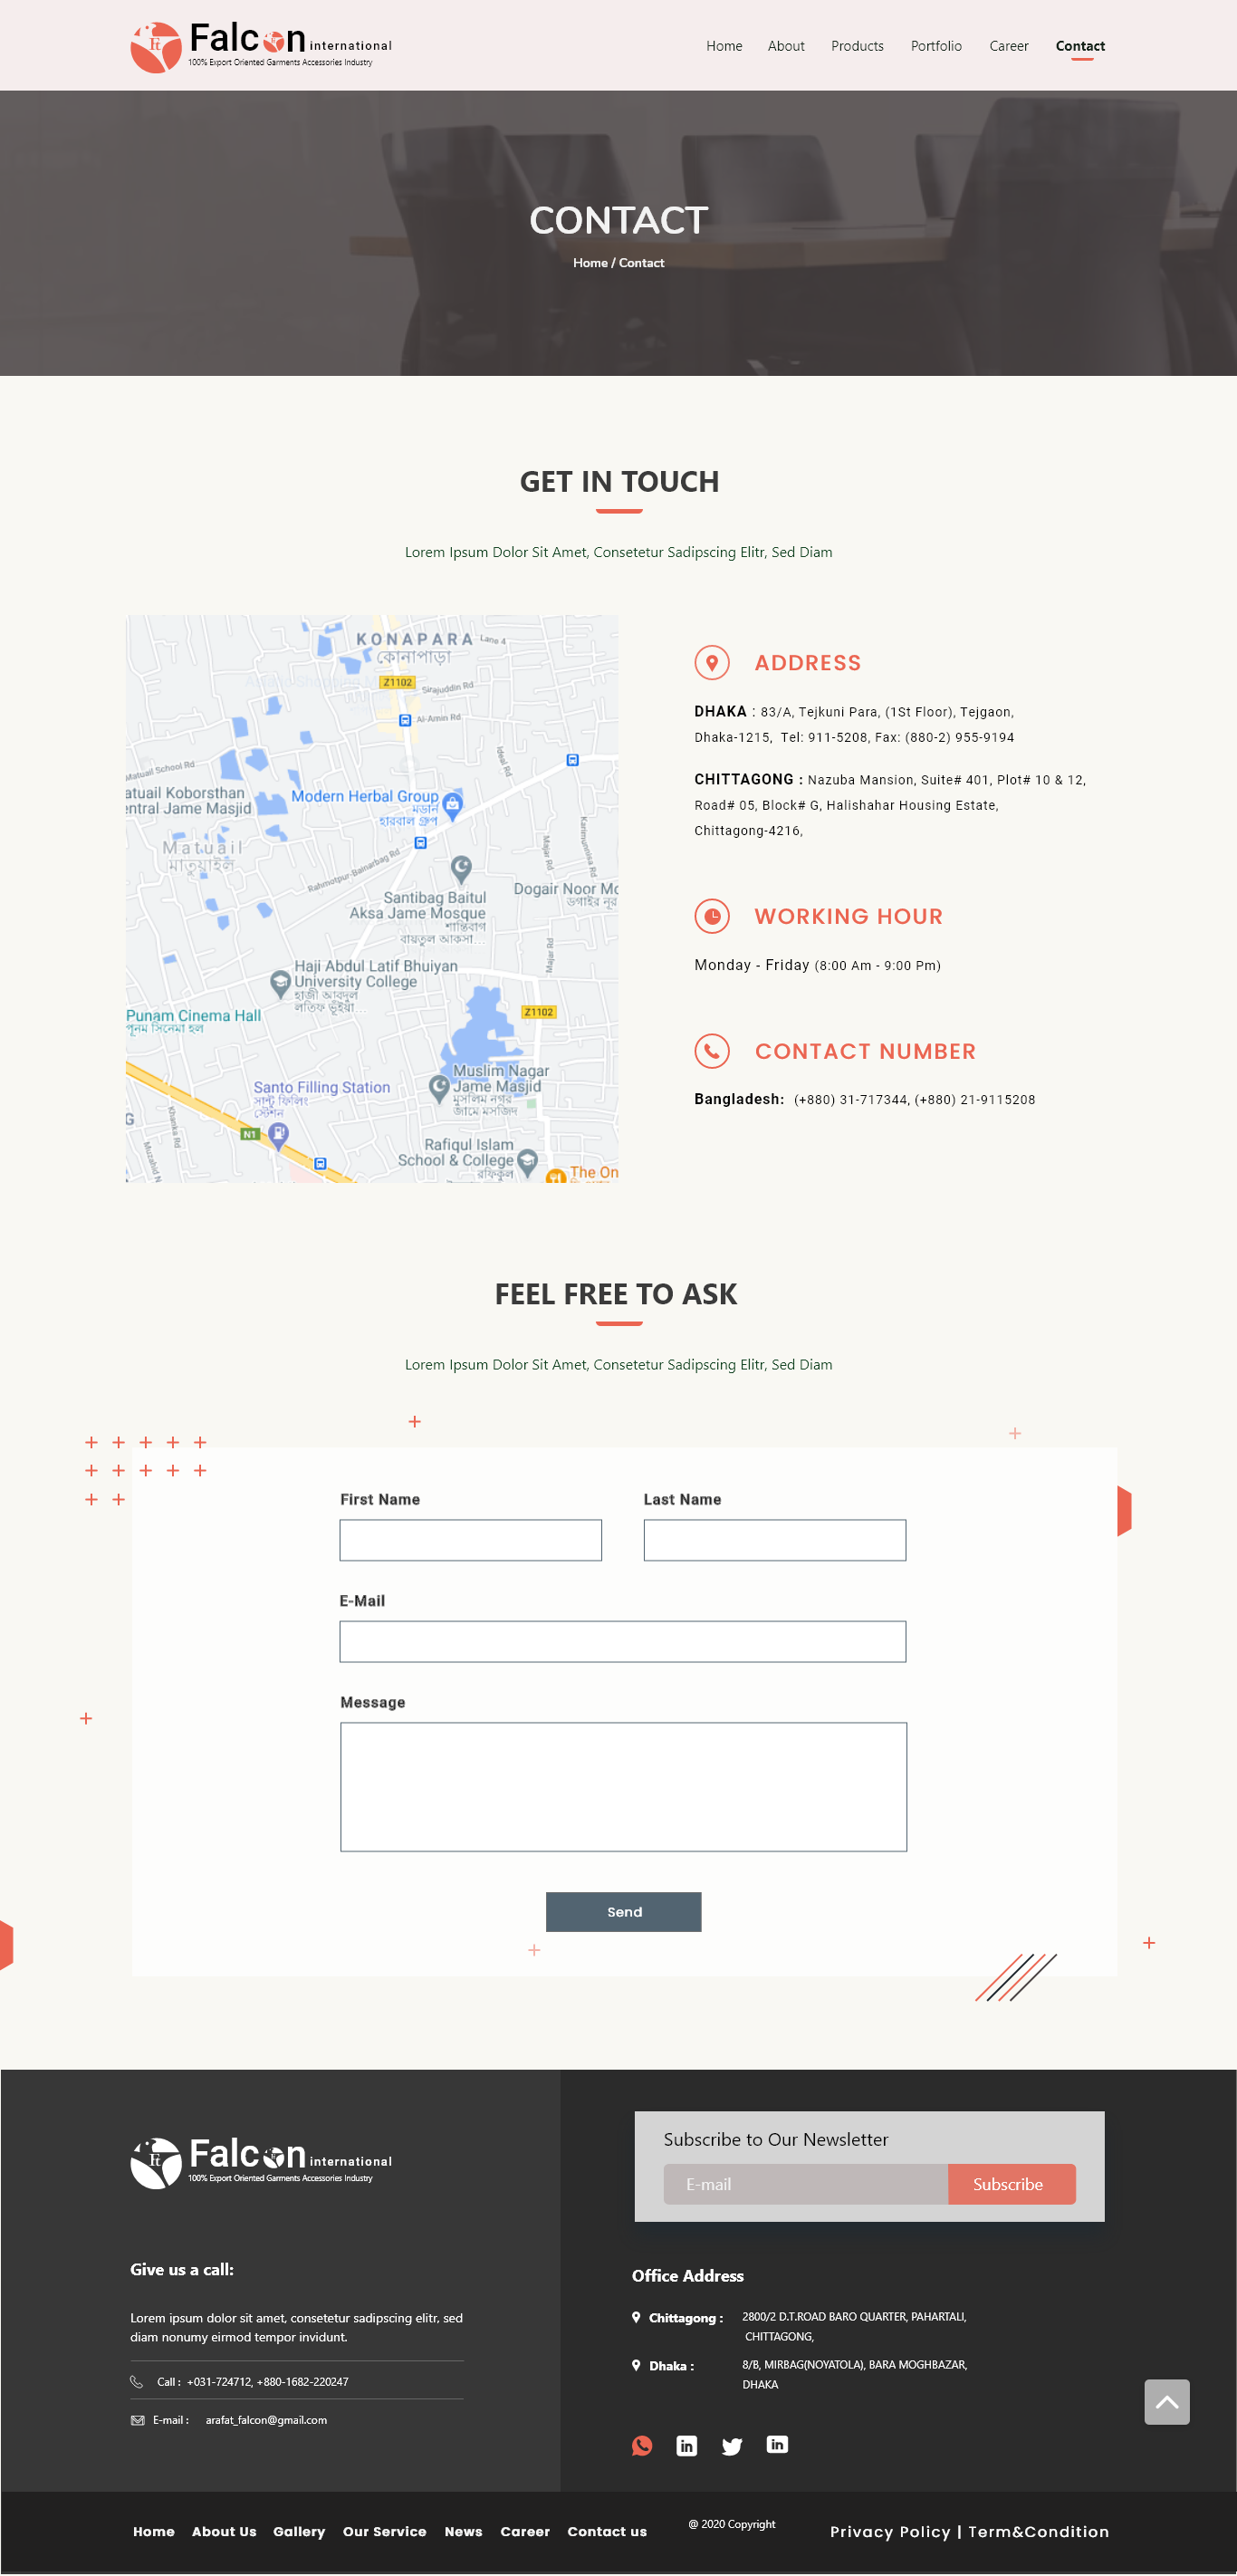 Falcon international
100% Export Oriented Garments Accessories Industry
Home About Products Portfolio Career Contact
CONTACT
Home / Contact
GET IN TOUCH
Lorem Ipsum Dolor Sit Amet, Consetetur Sadipscing Elitr, Sed Diam
KONAPARA
কোনাপাড়া
Lane 4
Z1102
Sirajuddin Rd
Al-Amin Rd
Ideal Rd
Matuail School Rd
atuail Koborsthan
entral Jame Masjid
Modern Herbal Group
মডার্ন
হারবাল গ্রুপ
Karimunnisa Rd
Majar Rd
Matuail
মাতুয়াইল
Rahmotpur-Bainarbag Rd
Dogair Noor Mo
ডগাইর নূর
Santibag Baitul
Aksa Jame Mosque
শান্তিবাগ
বায়তুল আকসা...
Majar Rd
Haji Abdul Latif Bhuiyan
University College
হাজী আবদুল
লতিফ ভূঁইয়া...
Punam Cinema Hall
পুনম সিনেমা হল
Z1102
Santo Filling Station
সান্টু ফিলিং
স্টেশন
Muslim Nagar
Jame Masjid
মুসলিম নগর
জামে মসজিদ
G
N1
Khanka Rd
Rafiqul Islam
School & College
রফিকুল
The On
ADDRESS
DHAKA : 83/A, Tejkuni Para, (1St Floor), Tejgaon,
Dhaka-1215, Tel: 911-5208, Fax: (880-2) 955-9194
CHITTAGONG : Nazuba Mansion, Suite# 401, Plot# 10 & 12,
Road# 05, Block# G, Halishahar Housing Estate,
Chittagong-4216,
WORKING HOUR
Monday - Friday (8:00 Am - 9:00 Pm)
CONTACT NUMBER
Bangladesh: (+880) 31-717344, (+880) 21-9115208
FEEL FREE TO ASK
Lorem Ipsum Dolor Sit Amet, Consetetur Sadipscing Elitr, Sed Diam
First Name Last Name
E-Mail
Message
Send
Falcon international
100% Export Oriented Garments Accessories Industry
Give us a call:
Lorem ipsum dolor sit amet, consetetur sadipscing elitr, sed
diam nonumy eirmod tempor invidunt.
Call : +031-724712, +880-1682-220247
E-mail : arafat_falcon@gmail.com
Subscribe to Our Newsletter
E-mail Subscribe
Office Address
Chittagong : 2800/2 D.T.ROAD BARO QUARTER, PAHARTALI,
CHITTAGONG,
Dhaka : 8/B, MIRBAG(NOYATOLA), BARA MOGHBAZAR,
DHAKA
Home About Us Gallery Our Service News Career Contact us
@ 2020 Copyright
Privacy Policy | Term&Condition